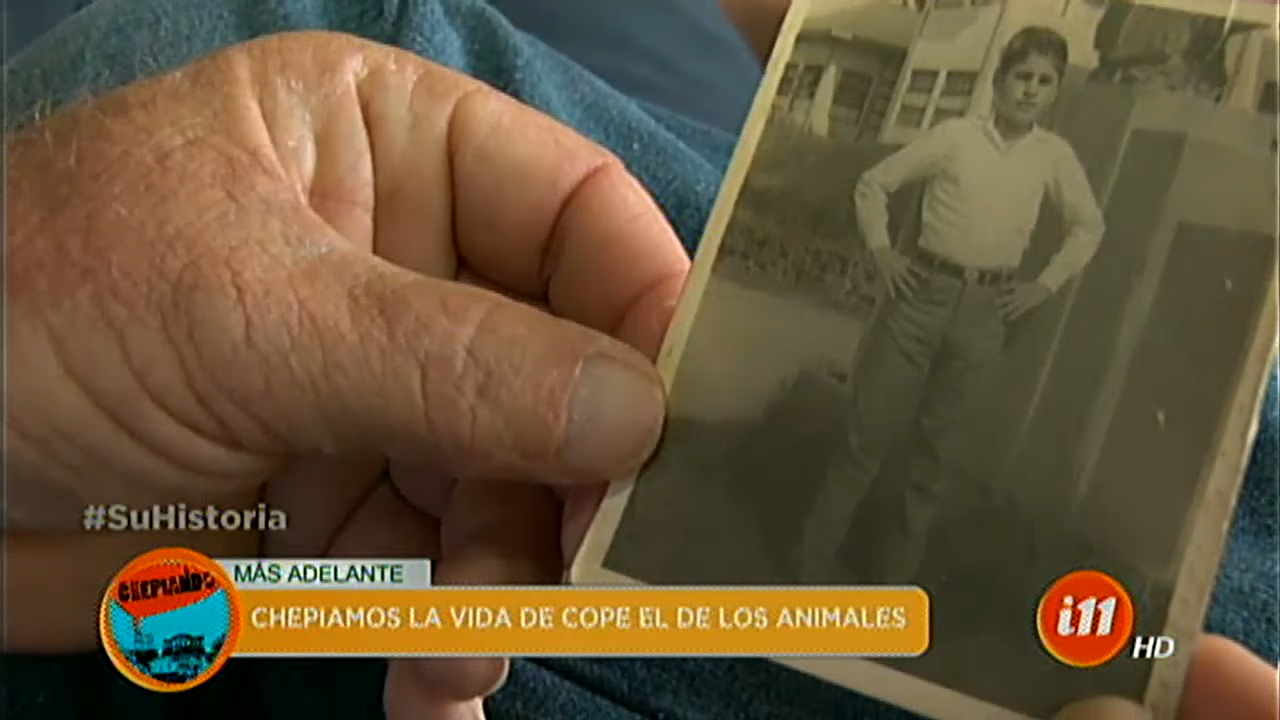 #SuHistoria
CHEPIANDO
MÁS ADELANTE
CHEPIAMOS LA VIDA DE COPE EL DE LOS ANIMALES
i11
HD